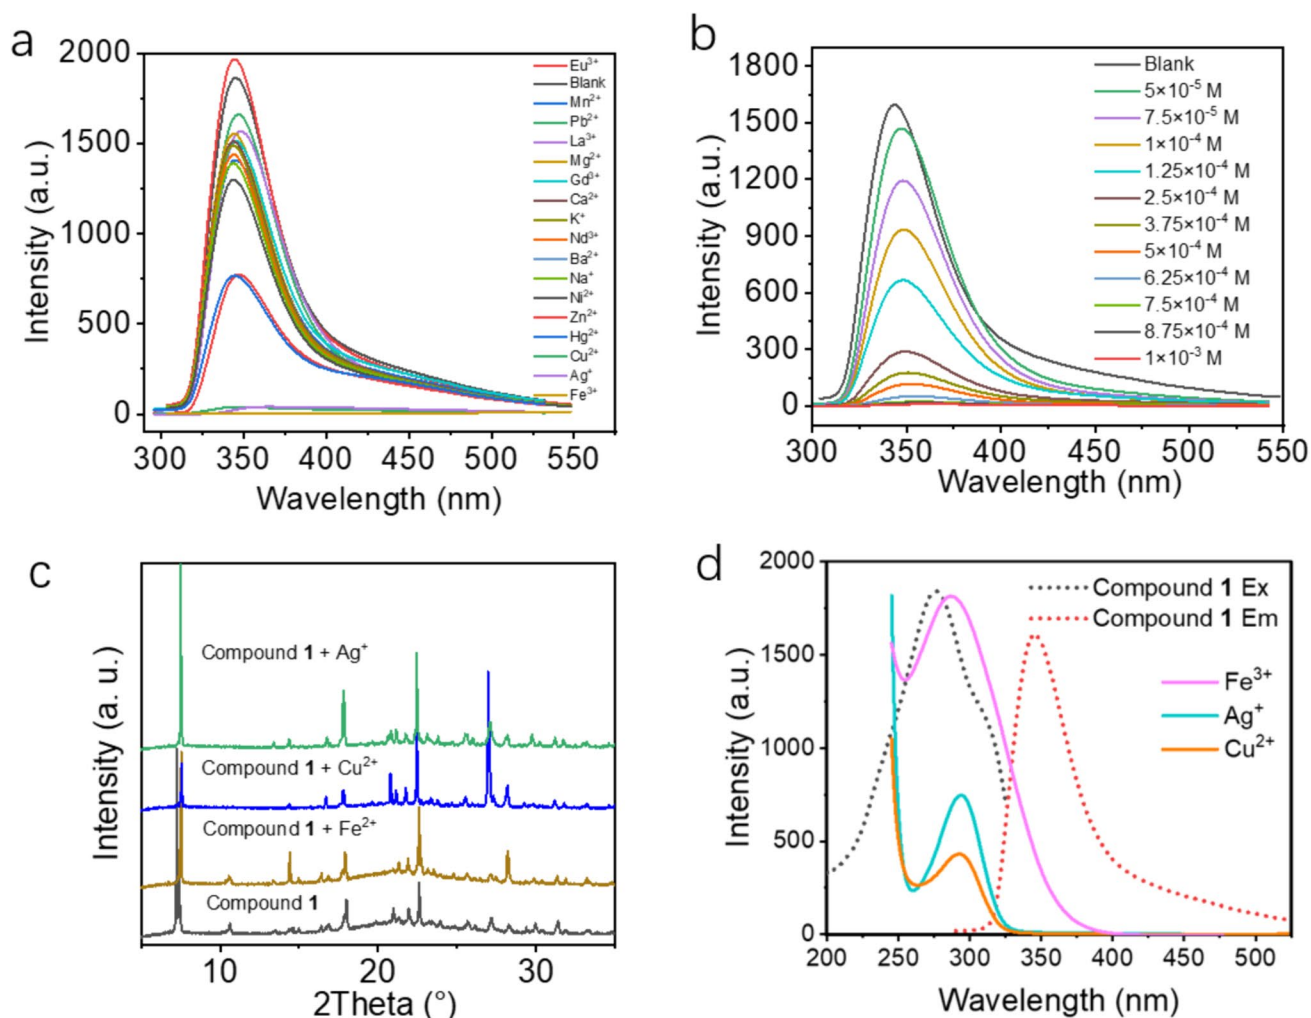 a
2000
1500
1000
500
0
Intensity (a.u.)
300 350 400 450 500 550
Wavelength (nm)
Eu³⁺
Blank
Mn²⁺
Pb²⁺
La³⁺
Mg²⁺
Gd³⁺
Ca²⁺
K⁺
Nd³⁺
Ba²⁺
Na⁺
Ni²⁺
Zn²⁺
Hg²⁺
Cu²⁺
Ag⁺
Fe³⁺
b
1800
1500
1200
900
600
300
0
Intensity (a.u.)
300 350 400 450 500 550
Wavelength (nm)
Blank
5×10⁻⁵ M
7.5×10⁻⁵ M
1×10⁻⁴ M
1.25×10⁻⁴ M
2.5×10⁻⁴ M
3.75×10⁻⁴ M
5×10⁻⁴ M
6.25×10⁻⁴ M
7.5×10⁻⁴ M
8.75×10⁻⁴ M
1×10⁻³ M
c
Intensity (a. u.)
Compound 1 + Ag⁺
Compound 1 + Cu²⁺
Compound 1 + Fe²⁺
Compound 1
10 20 30
2Theta (°)
d
2000
1500
1000
500
0
Intensity (a.u.)
200 250 300 350 400 450 500
Wavelength (nm)
Compound 1 Ex
Compound 1 Em
Fe³⁺
Ag⁺
Cu²⁺